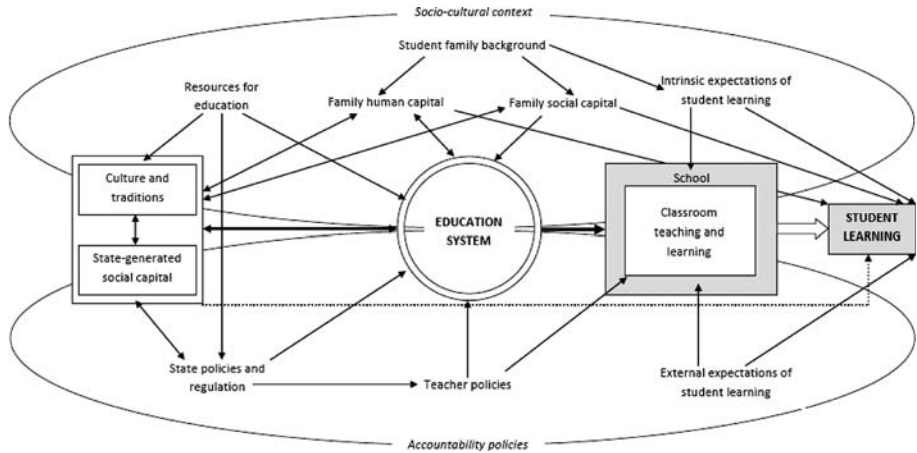 Socio-cultural context
Student family background
Resources for
education
Intrinsic expectations of
student learning
Family human capital
Family social capital
Culture and
traditions
School
Classroom
teaching and
learning
EDUCATION
SYSTEM
STUDENT
LEARNING
State-generated
social capital
State policies and
regulation
Teacher policies
External expectations of
student learning
Accountability policies